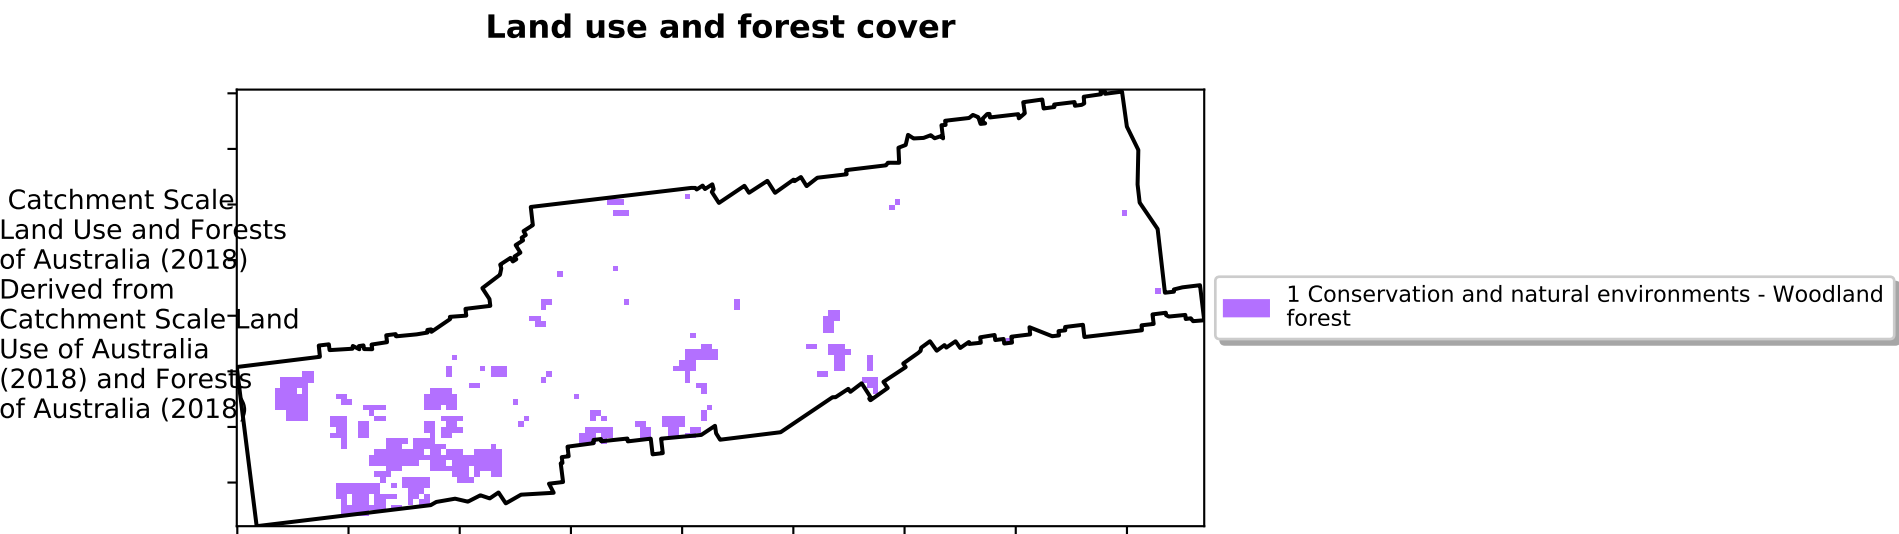 Land use and forest cover
Catchment Scale
Land Use and Forests
of Australia (2018)
Derived from
Catchment Scale Land
Use of Australia
(2018) and Forests
of Australia (2018)
1 Conservation and natural environments - Woodland
forest